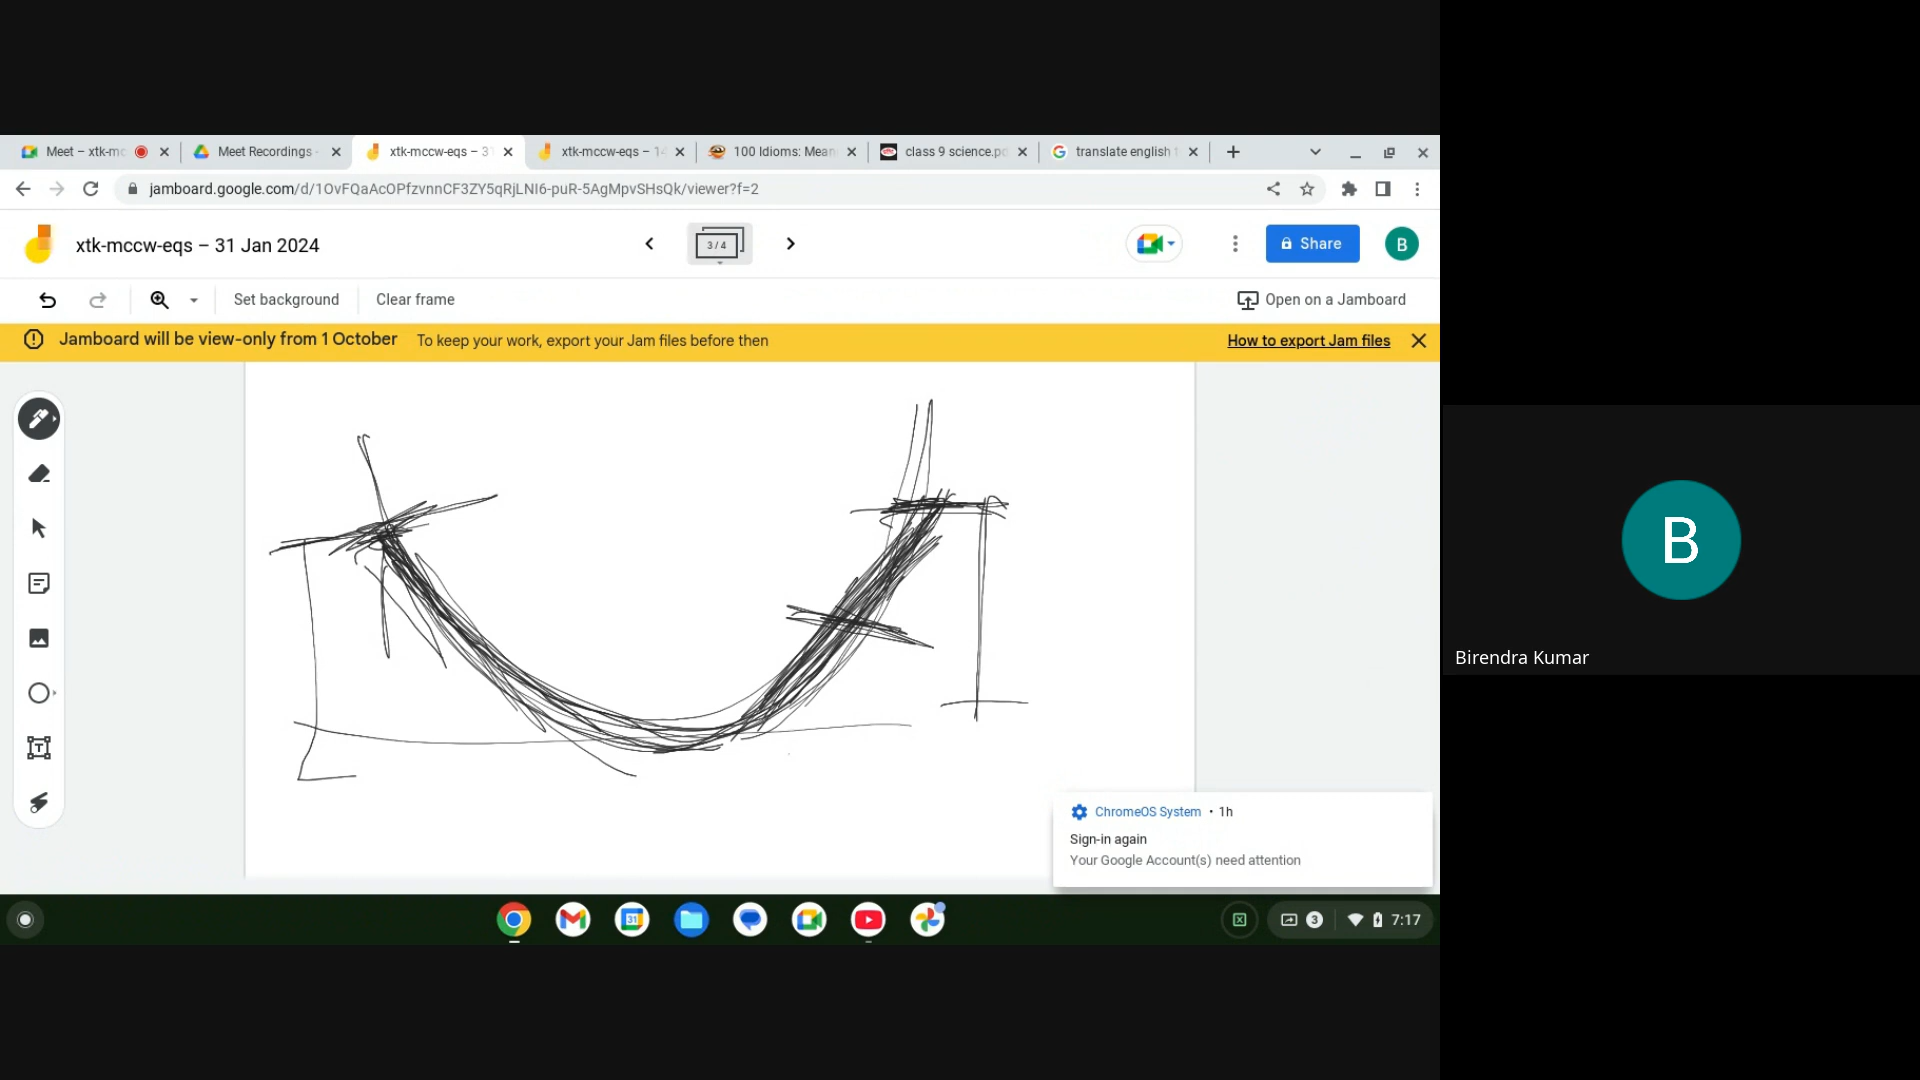 Meet – xtk-mc
Meet Recordings -
xtk-mccw-eqs – 31
xtk-mccw-eqs – 14
100 Idioms: Mean
class 9 science.pd
translate english t
jamboard.google.com/d/1OvFQaAcOPfzvnnCF3ZY5qRjLNI6-puR-5AgMpvSHsQk/viewer?f=2
xtk-mccw-eqs – 31 Jan 2024
3 / 4
Share
B
Set background
Clear frame
Open on a Jamboard
Jamboard will be view-only from 1 October To keep your work, export your Jam files before then
How to export Jam files
B
Birendra Kumar
ChromeOS System • 1h
Sign-in again
Your Google Account(s) need attention
31
3
7:17